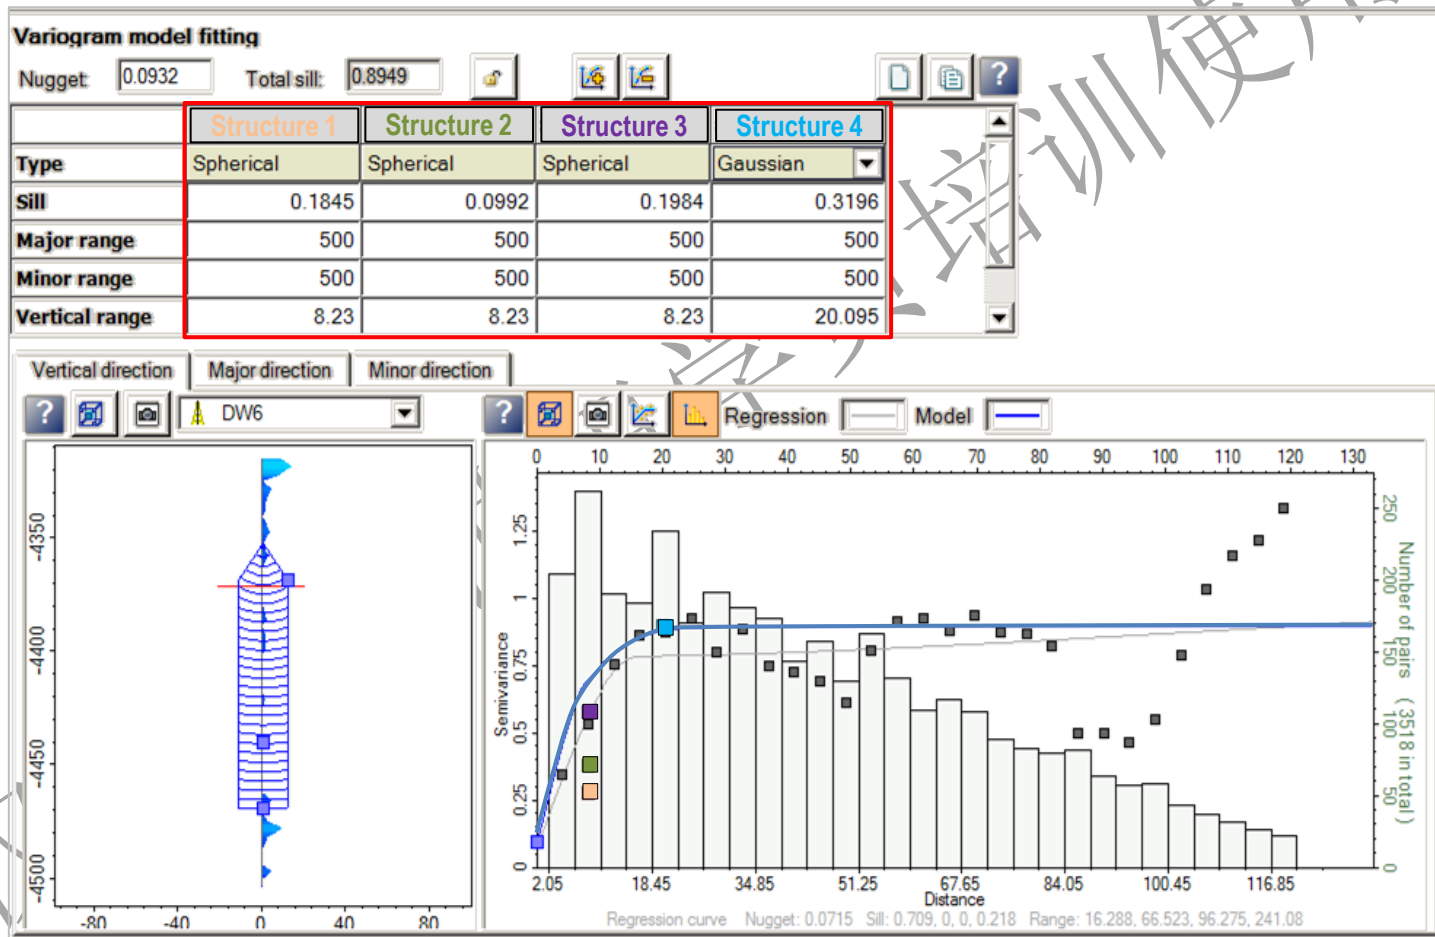 Variogram model fitting
Nugget: 0.0932 Total sill: 0.8949
Structure 1 Structure 2 Structure 3 Structure 4
Type Spherical Spherical Spherical Gaussian
Sill 0.1845 0.0992 0.1984 0.3196
Major range 500 500 500 500
Minor range 500 500 500 500
Vertical range 8.23 8.23 8.23 20.095
Vertical direction Major direction Minor direction
? DW6
? Regression Model
-4350
-4400
-4450
-4500
-80 -40 0 40 80
0 10 20 30 40 50 60 70 80 90 100 110 120 130
Semivariance
1.25
1
0.75
0.5
0.25
0
250
200
150
100
50
0
Number of pairs (3518 in total)
2.05 18.45 34.85 51.25 67.65 84.05 100.45 116.85
Distance
Regression curve Nugget: 0.0715 Sill: 0.709, 0, 0, 0.218 Range: 16.288, 66.523, 96.275, 241.08
培训使